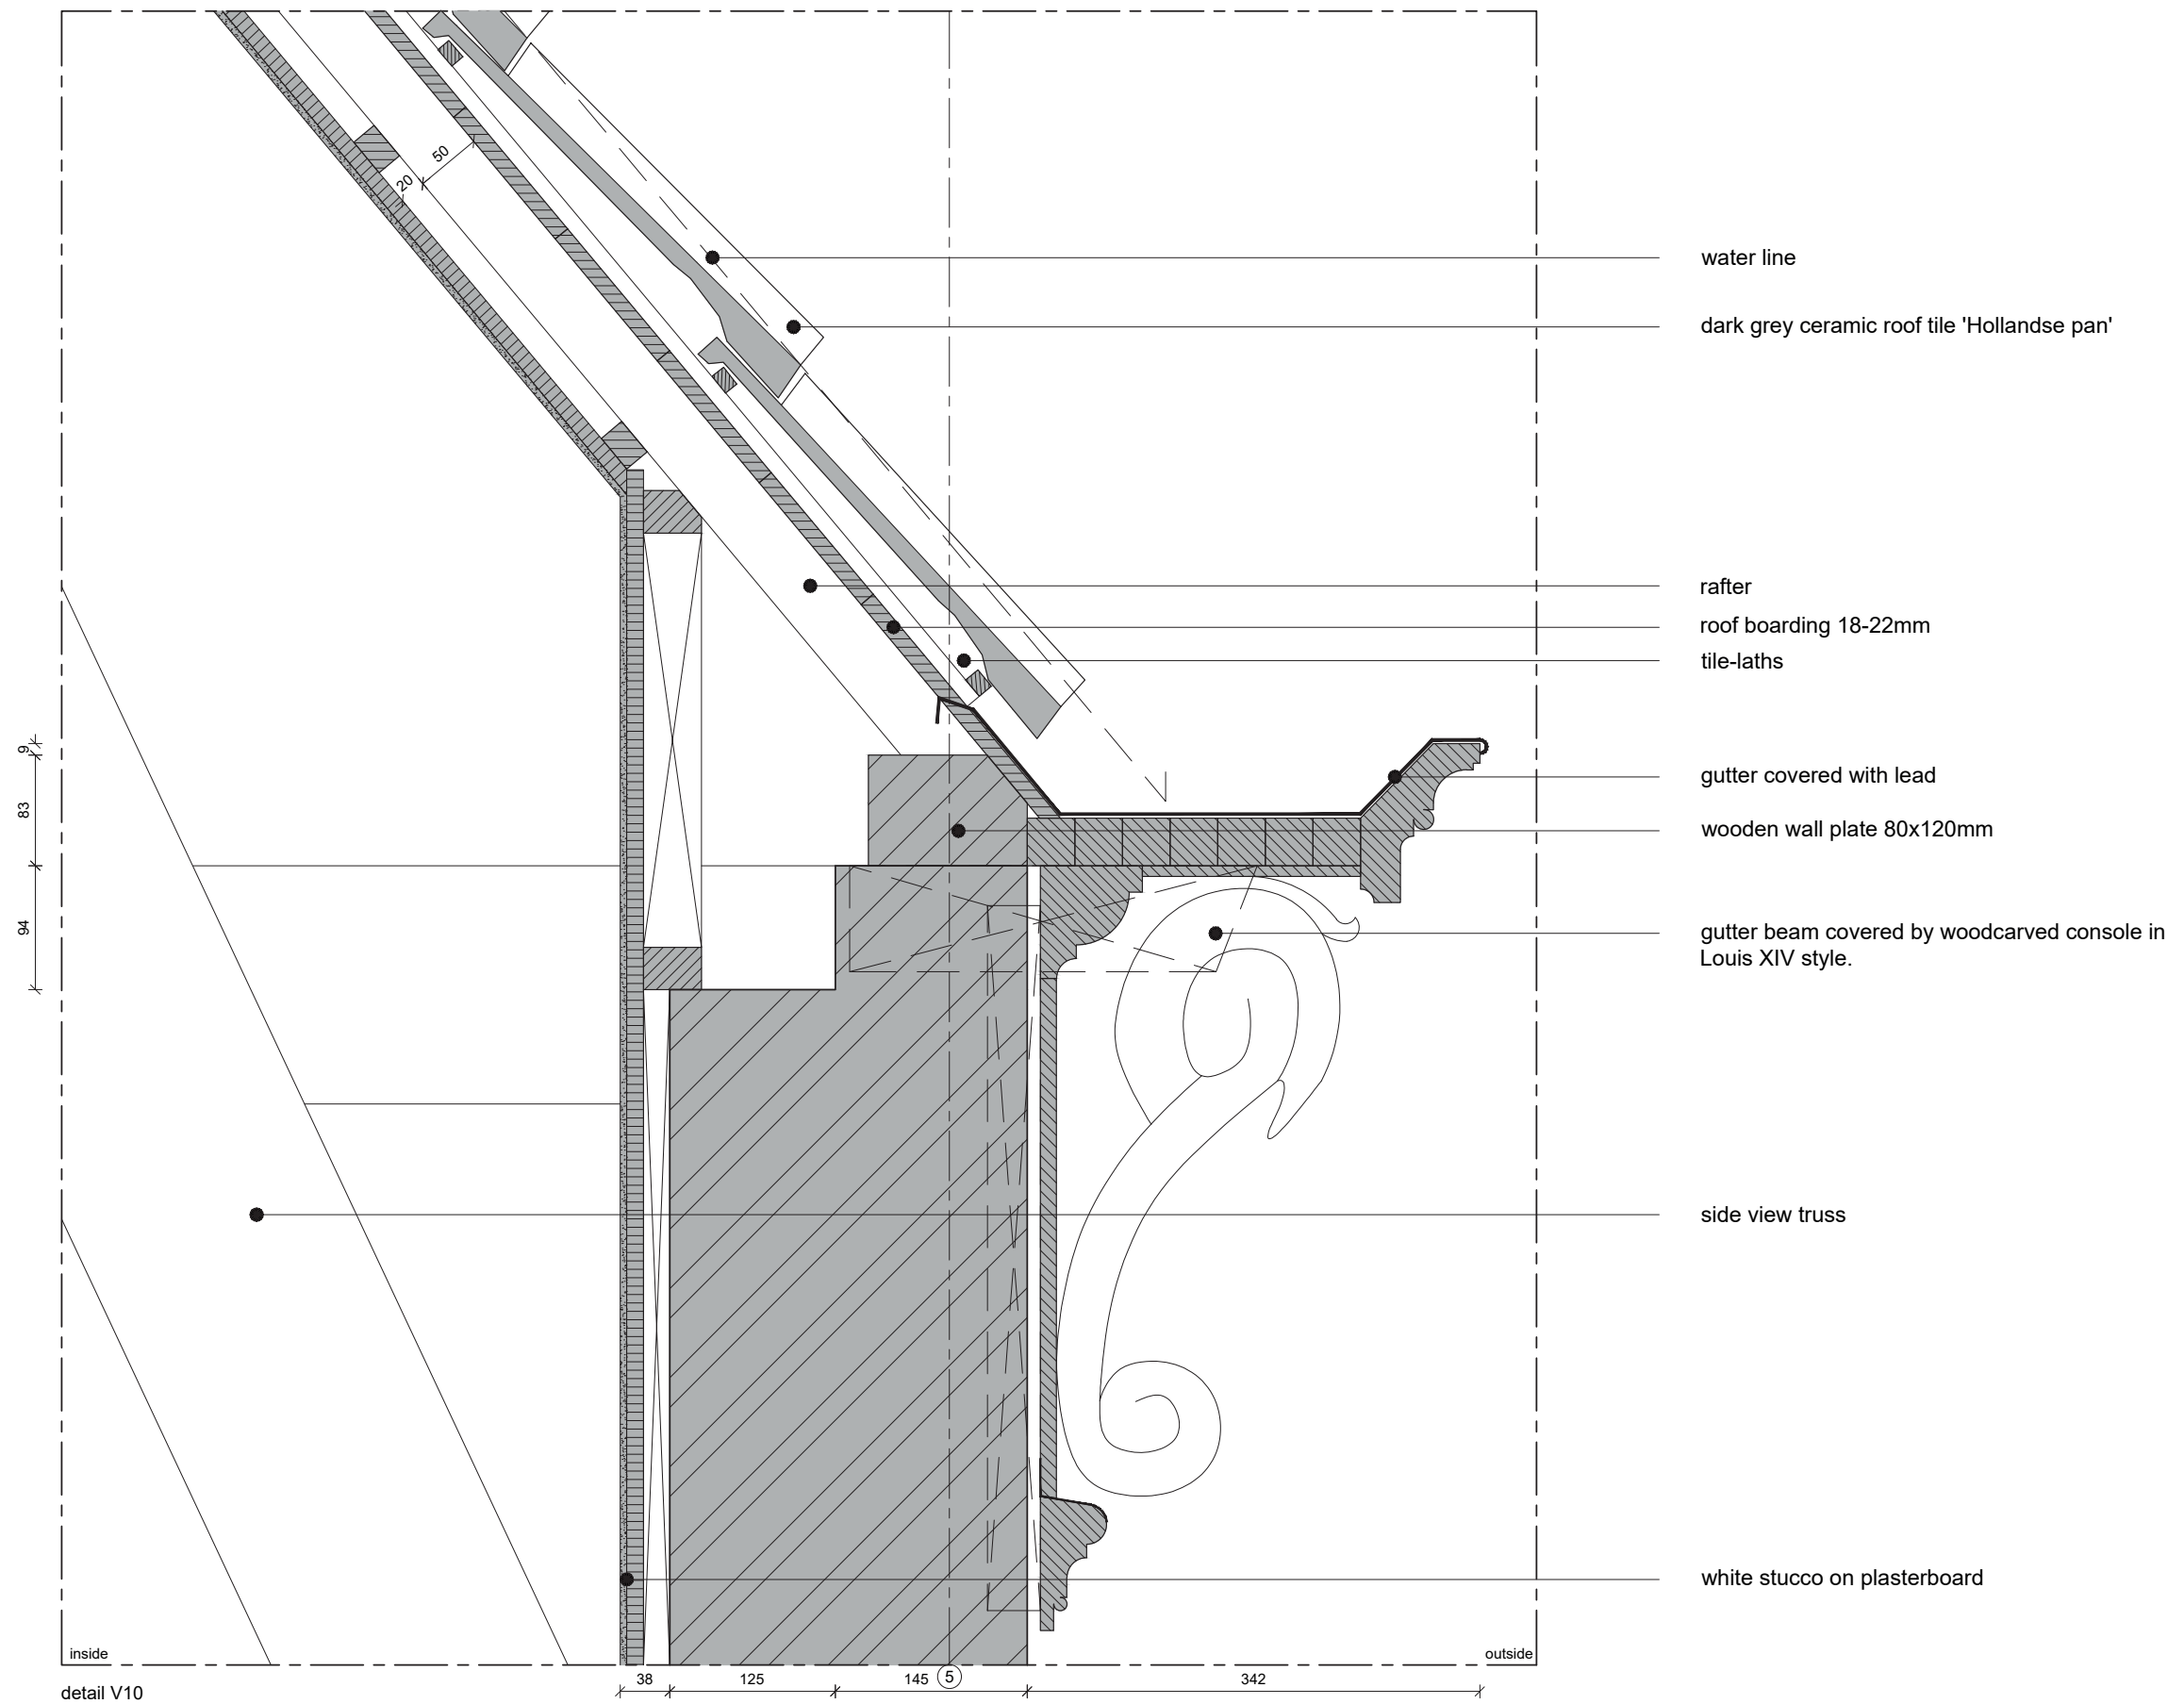 50
20
water line
dark grey ceramic roof tile 'Hollandse pan'
rafter
roof boarding 18-22mm
tile-laths
9
gutter covered with lead
83
wooden wall plate 80x120mm
94
gutter beam covered by woodcarved console in
Louis XIV style.
side view truss
white stucco on plasterboard
inside
outside
38 125 145 5 342
detail V10